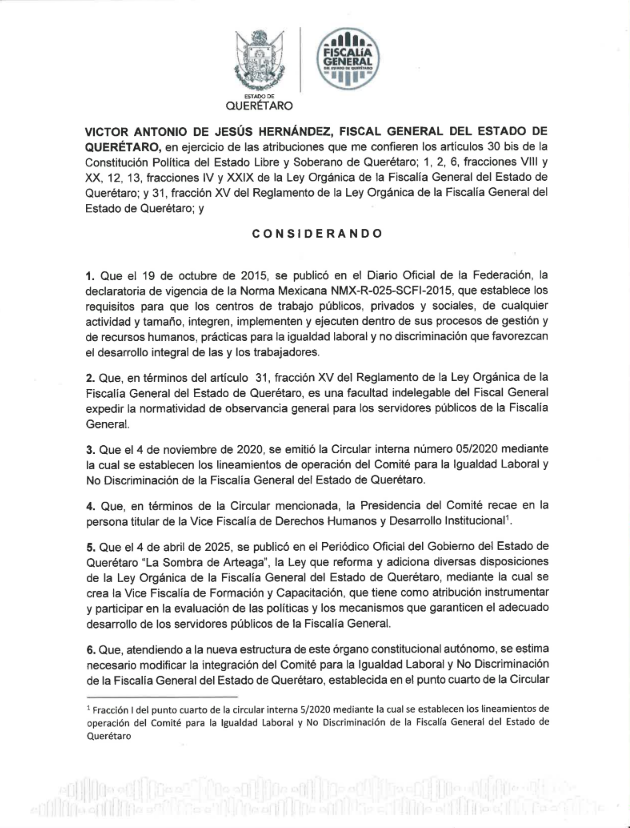 ESTADO DE
QUERÉTARO
FISCALÍA
GENERAL
DEL ESTADO DE QUERÉTARO
VICTOR ANTONIO DE JESÚS HERNÁNDEZ, FISCAL GENERAL DEL ESTADO DE
QUERÉTARO, en ejercicio de las atribuciones que me confieren los artículos 30 bis de la
Constitución Política del Estado Libre y Soberano de Querétaro; 1, 2, 6, fracciones VIII y
XX, 12, 13, fracciones IV y XXIX de la Ley Orgánica de la Fiscalía General del Estado de
Querétaro; y 31, fracción XV del Reglamento de la Ley Orgánica de la Fiscalía General del
Estado de Querétaro; y
CONSIDERANDO
1. Que el 19 de octubre de 2015, se publicó en el Diario Oficial de la Federación, la
declaratoria de vigencia de la Norma Mexicana NMX-R-025-SCFI-2015, que establece los
requisitos para que los centros de trabajo públicos, privados y sociales, de cualquier
actividad y tamaño, integren, implementen y ejecuten dentro de sus procesos de gestión y
de recursos humanos, prácticas para la igualdad laboral y no discriminación que favorezcan
el desarrollo integral de las y los trabajadores.
2. Que, en términos del artículo 31, fracción XV del Reglamento de la Ley Orgánica de la
Fiscalía General del Estado de Querétaro, es una facultad indelegable del Fiscal General
expedir la normatividad de observancia general para los servidores públicos de la Fiscalía
General.
3. Que el 4 de noviembre de 2020, se emitió la Circular interna número 05/2020 mediante
la cual se establecen los lineamientos de operación del Comité para la Igualdad Laboral y
No Discriminación de la Fiscalía General del Estado de Querétaro.
4. Que, en términos de la Circular mencionada, la Presidencia del Comité recae en la
persona titular de la Vice Fiscalía de Derechos Humanos y Desarrollo Institucional¹.
5. Que el 4 de abril de 2025, se publicó en el Periódico Oficial del Gobierno del Estado de
Querétaro “La Sombra de Arteaga”, la Ley que reforma y adiciona diversas disposiciones
de la Ley Orgánica de la Fiscalía General del Estado de Querétaro, mediante la cual se
crea la Vice Fiscalía de Formación y Capacitación, que tiene como atribución instrumentar
y participar en la evaluación de las políticas y los mecanismos que garanticen el adecuado
desarrollo de los servidores públicos de la Fiscalía General.
6. Que, atendiendo a la nueva estructura de este órgano constitucional autónomo, se estima
necesario modificar la integración del Comité para la Igualdad Laboral y No Discriminación
de la Fiscalía General del Estado de Querétaro, establecida en el punto cuarto de la Circular
¹ Fracción I del punto cuarto de la circular interna 5/2020 mediante la cual se establecen los lineamientos de
operación del Comité para la Igualdad Laboral y No Discriminación de la Fiscalía General del Estado de
Querétaro